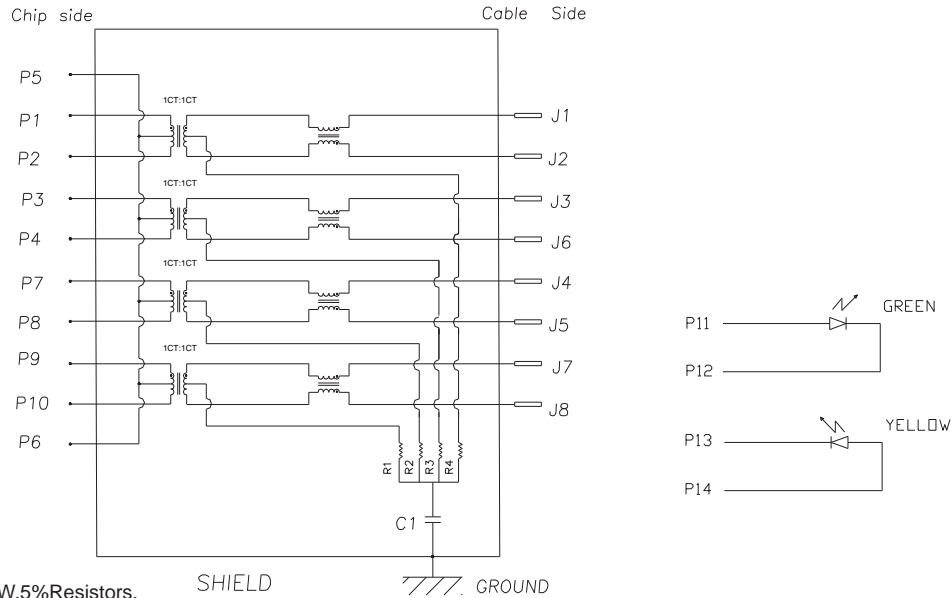 Chip side
Cable Side
P5
1CT:1CT
P1
J1
P2
J2
1CT:1CT
P3
J3
P4
J6
1CT:1CT
P7
J4
P8
J5
1CT:1CT
P9
J7
P10
J8
P6
R1
R2
R3
R4
C1
SHIELD
GROUND
W.5%Resistors.
P11
GREEN
P12
P13
YELLOW
P14